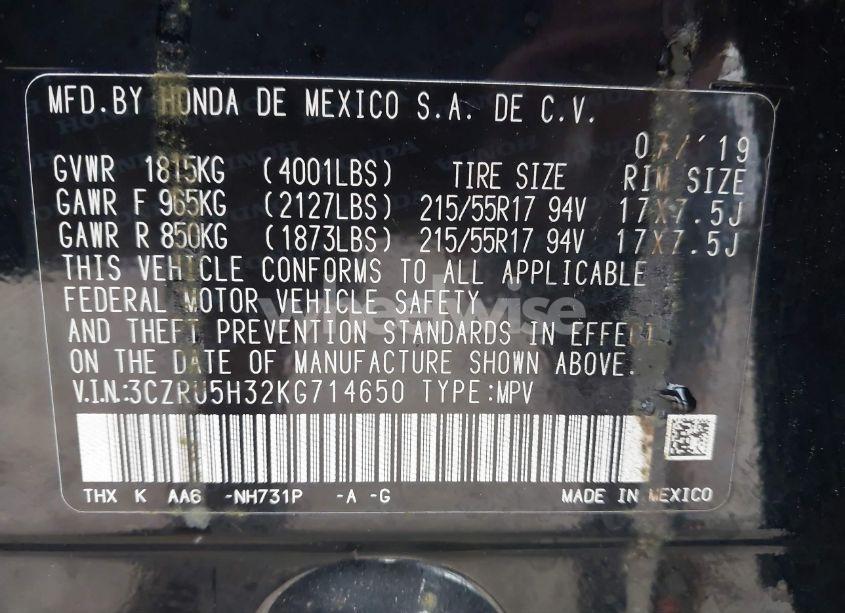 MFD.BY HONDA DE MEXICO S.A. DE C.V.
07/'19
GVWR 1815KG (4001LBS) TIRE SIZE RIM SIZE
GAWR F 965KG (2127LBS) 215/55R17 94V 17X7.5J
GAWR R 850KG (1873LBS) 215/55R17 94V 17X7.5J
THIS VEHICLE CONFORMS TO ALL APPLICABLE
FEDERAL MOTOR VEHICLE SAFETY
AND THEFT PREVENTION STANDARDS IN EFFECT
ON THE DATE OF MANUFACTURE SHOWN ABOVE.
V.I.N:3CZRU5H32KG714650 TYPE:MPV
THX K AA6 -NH731P -A -G MADE IN MEXICO